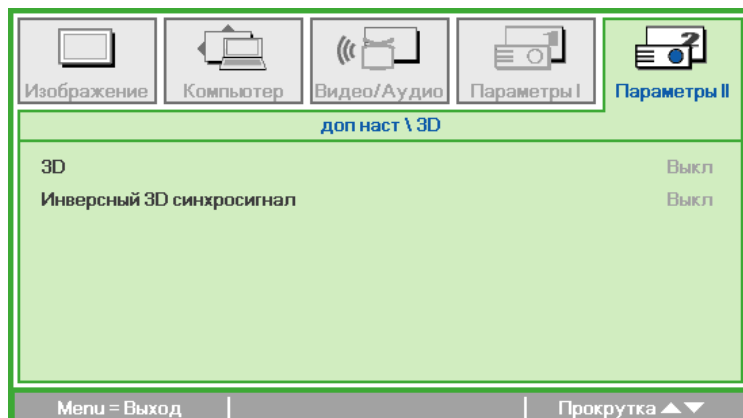 Изображение
Компьютер
Видео/Аудио
Параметры I
2
Параметры II
доп наст \ 3D
3D Выкл
Инверсный 3D синхросигнал Выкл
Menu = Выход Прокрутка ▲▼